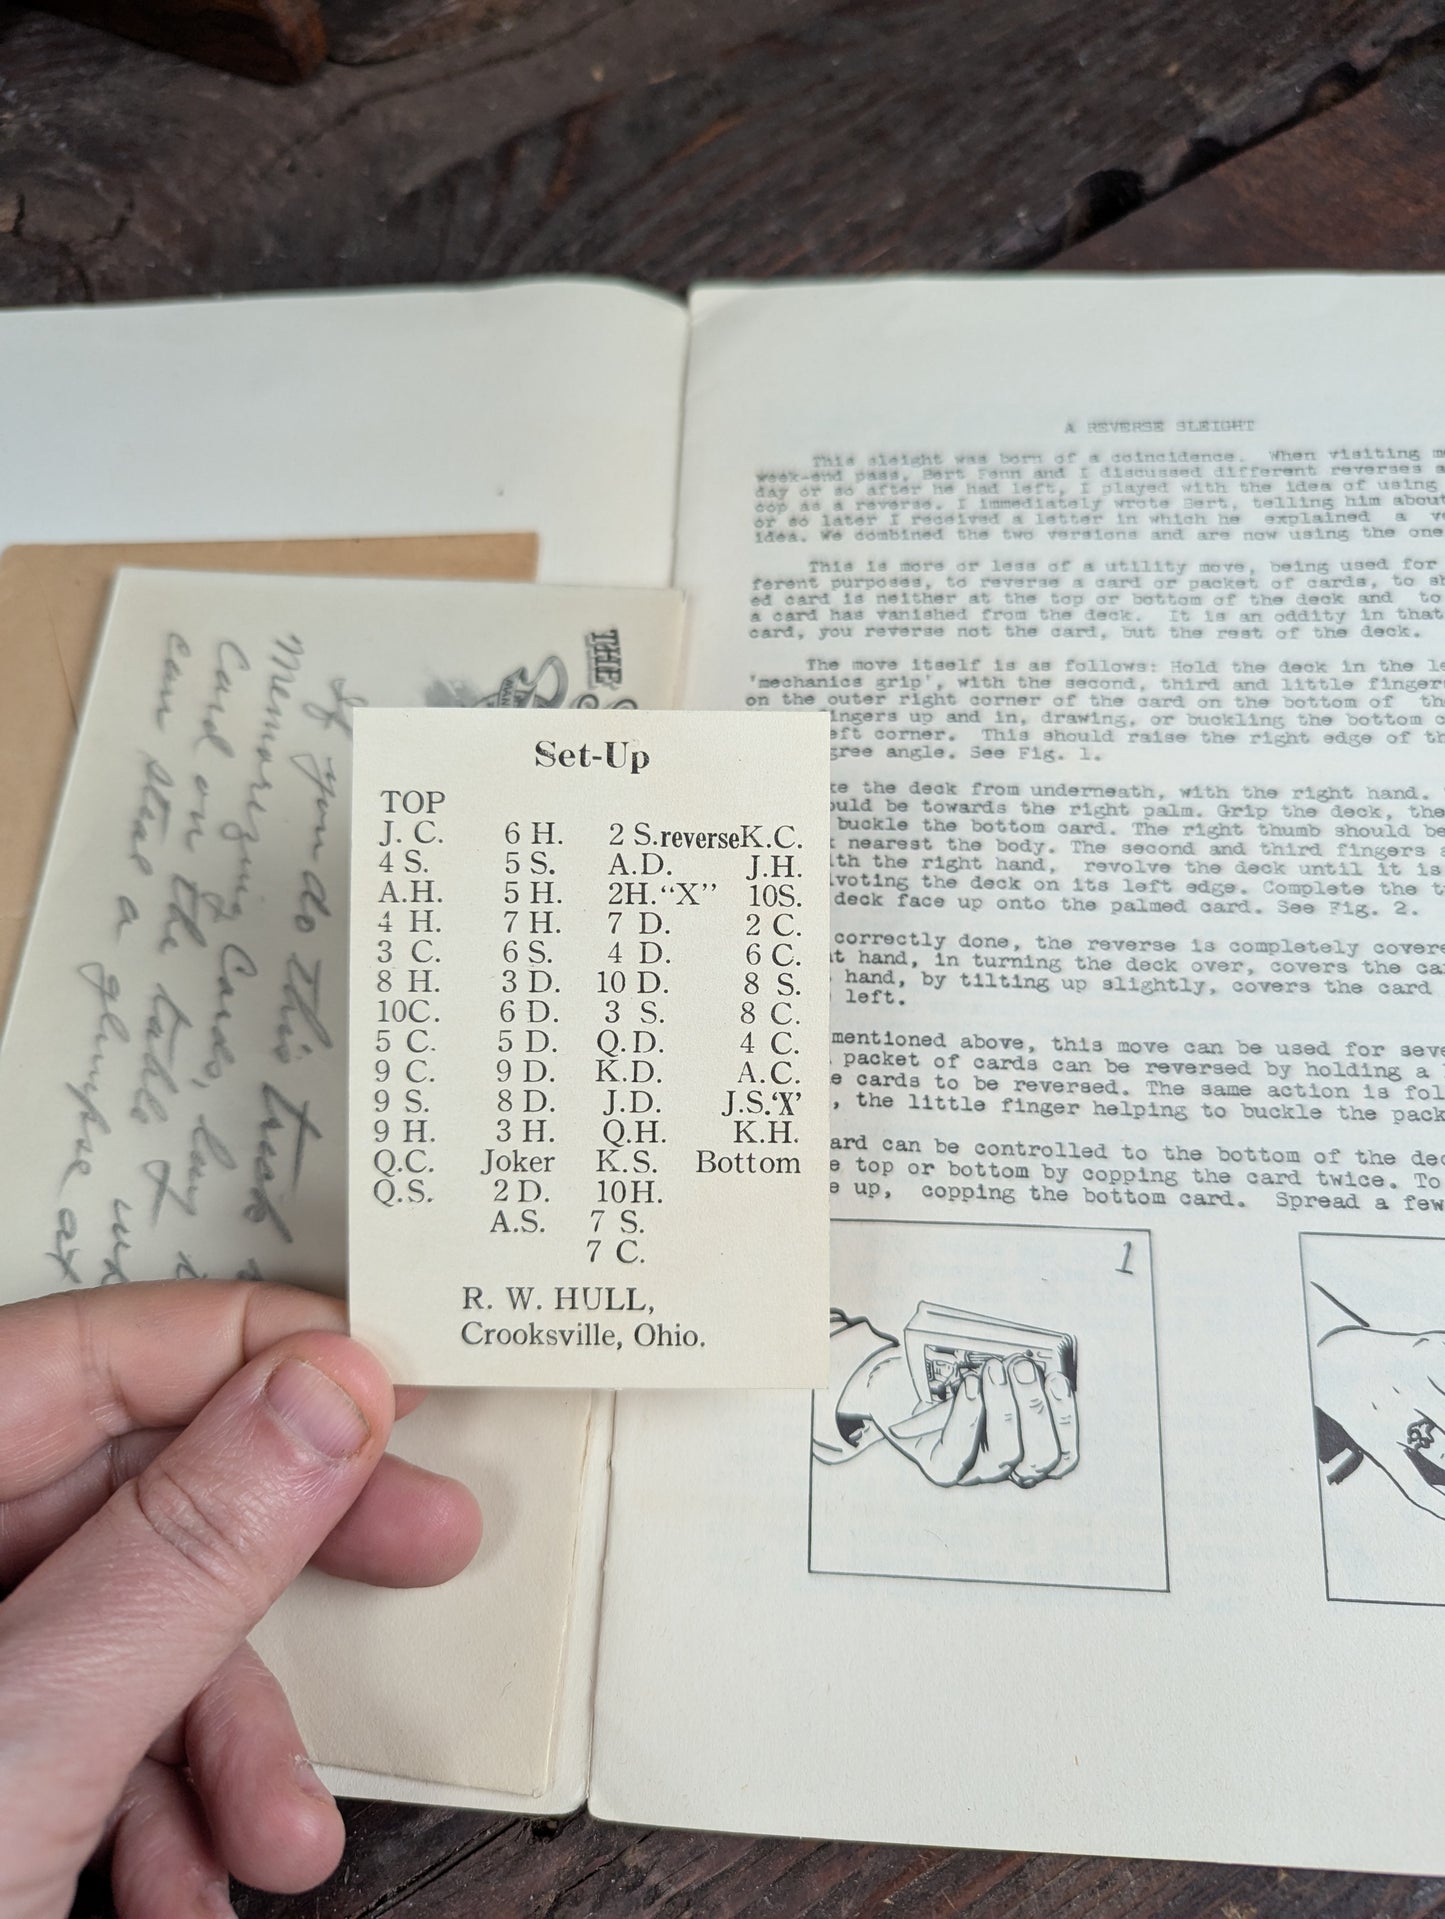 Set-Up
TOP
J. C. 6 H. 2 S.reverseK.C.
4 S. 5 S. A.D. J.H.
A.H. 5 H. 2H."X" 10S.
4 H. 7 H. 7 D. 2 C.
3 C. 6 S. 4 D. 6 C.
8 H. 3 D. 10 D. 8 S.
10C. 6 D. 3 S. 8 C.
5 C. 5 D. Q.D. 4 C.
9 C. 9 D. K.D. A.C.
9 S. 8 D. J.D. J.S.'X'
9 H. 3 H. Q.H. K.H.
Q.C. Joker K.S. Bottom
Q.S. 2 D. 10H.
A.S. 7 S.
7 C.
R. W. HULL,
Crooksville, Ohio.
THE
If you do this trick
Memorizing Cards, lay
Card on the table &
can steal a glimpse at
A REVERSE SLEIGHT
This sleight was born of a coincidence. When visiting
week-end pass, Bert Fenn and I discussed different reverses
day or so after he had left, I played with the idea of using
cop as a reverse. I immediately wrote Bert, telling him about
or so later I received a letter in which he explained a
idea. We combined the two versions and are now using the one
This is more or less of a utility move, being used for
ferent purposes, to reverse a card or packet of cards, to
ed card is neither at the top or bottom of the deck and to
a card has vanished from the deck. It is an oddity in that
card, you reverse not the card, but the rest of the deck.
The move itself is as follows: Hold the deck in the
'mechanics grip', with the second, third and little
on the outer right corner of the card on the bottom of
ingers up and in, drawing, or buckling the bottom
eft corner. This should raise the right edge of
gree angle. See Fig. 1.
the deck from underneath, with the right hand.
ould be towards the right palm. Grip the deck,
buckle the bottom card. The right thumb should be
nearest the body. The second and third fingers
ith the right hand, revolve the deck until it is
voting the deck on its left edge. Complete the
deck face up onto the palmed card. See Fig. 2.
correctly done, the reverse is completely
hand, in turning the deck over, covers the
hand, by tilting up slightly, covers the card
left.
mentioned above, this move can be used for
packet of cards can be reversed by holding a
cards to be reversed. The same action is
, the little finger helping to buckle the
ard can be controlled to the bottom of the
top or bottom by copping the card twice. To
up, copping the bottom card. Spread a few
1